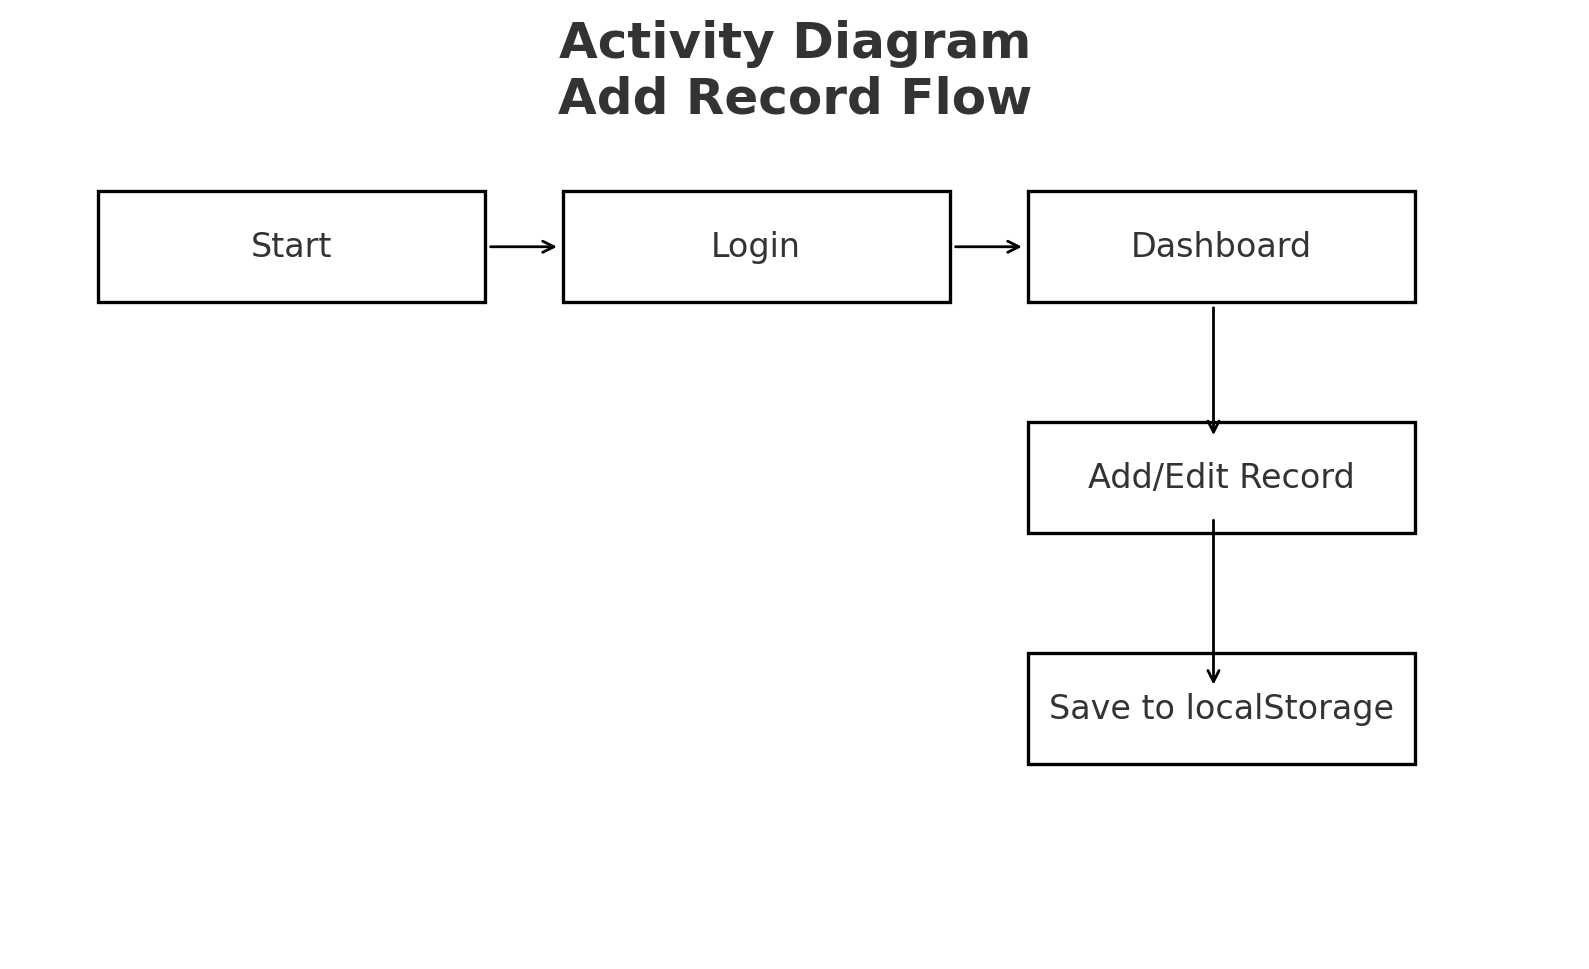 Activity Diagram
Add Record Flow
Start
Login
Dashboard
Add/Edit Record
Save to localStorage